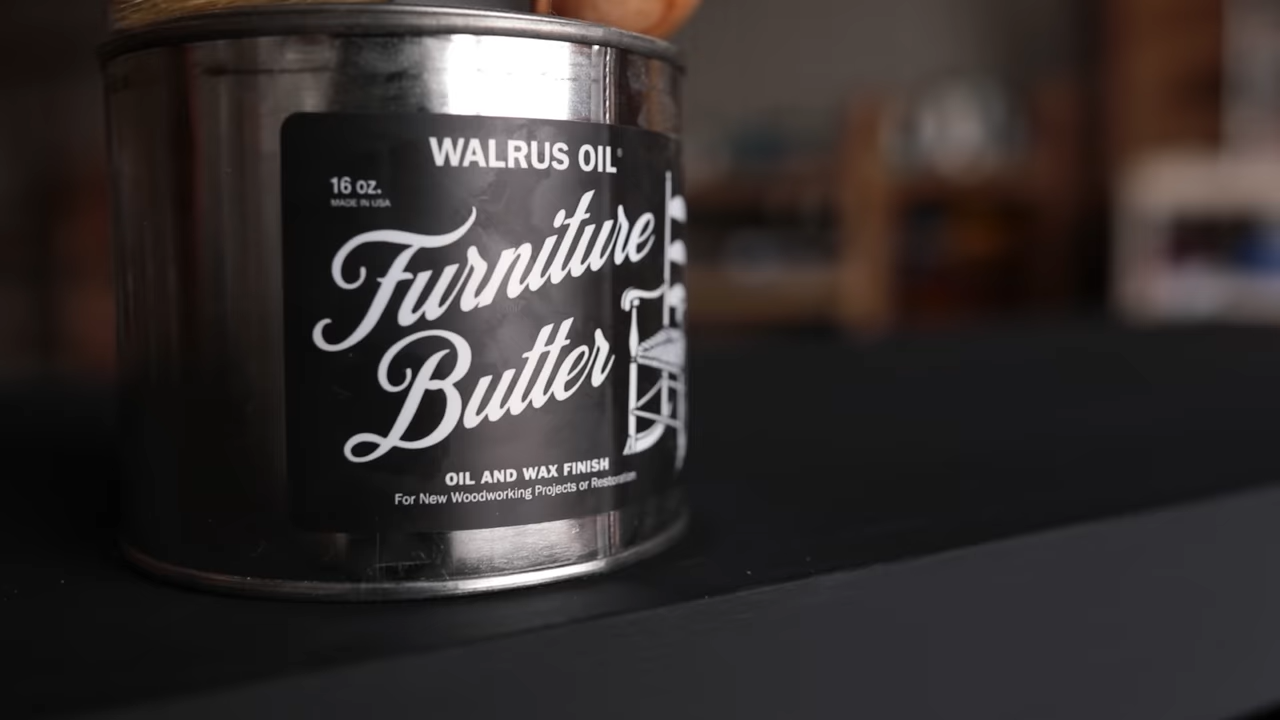 WALRUS OIL®
16 oz.
MADE IN USA
Furniture
Butter
OIL AND WAX FINISH
For New Woodworking Projects or Restoration